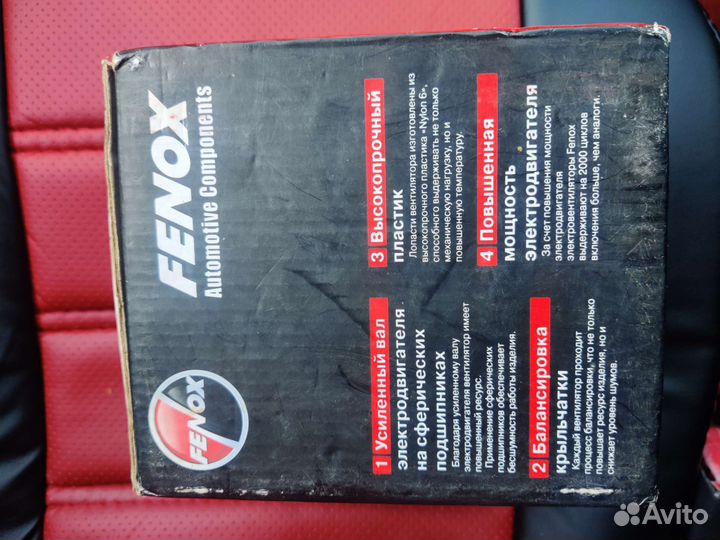 FENOX
FENOX
Automotive Components
1 Усиленный вал
электродвигателя
на сферических
подшипниках
Благодаря усиленному валу
электродвигателя вентилятор имеет
повышенный ресурс.
Применение сферических
подшипников обеспечивает
бесшумность работы изделия.
2 Балансировка
крыльчатки
Каждый вентилятор проходит
процесс балансировки, что не только
повышает ресурс изделия, но и
снижает уровень шумов.
3 Высокопрочный
пластик
Лопасти вентилятора изготовлены из
высокопрочного пластика «Nylon 6»,
способного выдерживать не только
механическую нагрузку, но и
повышенную температуру.
4 Повышенная
мощность
электродвигателя
За счет повышения мощности
электродвигателя
электровентиляторы Fenox
выдерживают на 2000 циклов
включения больше, чем аналоги.
Avito